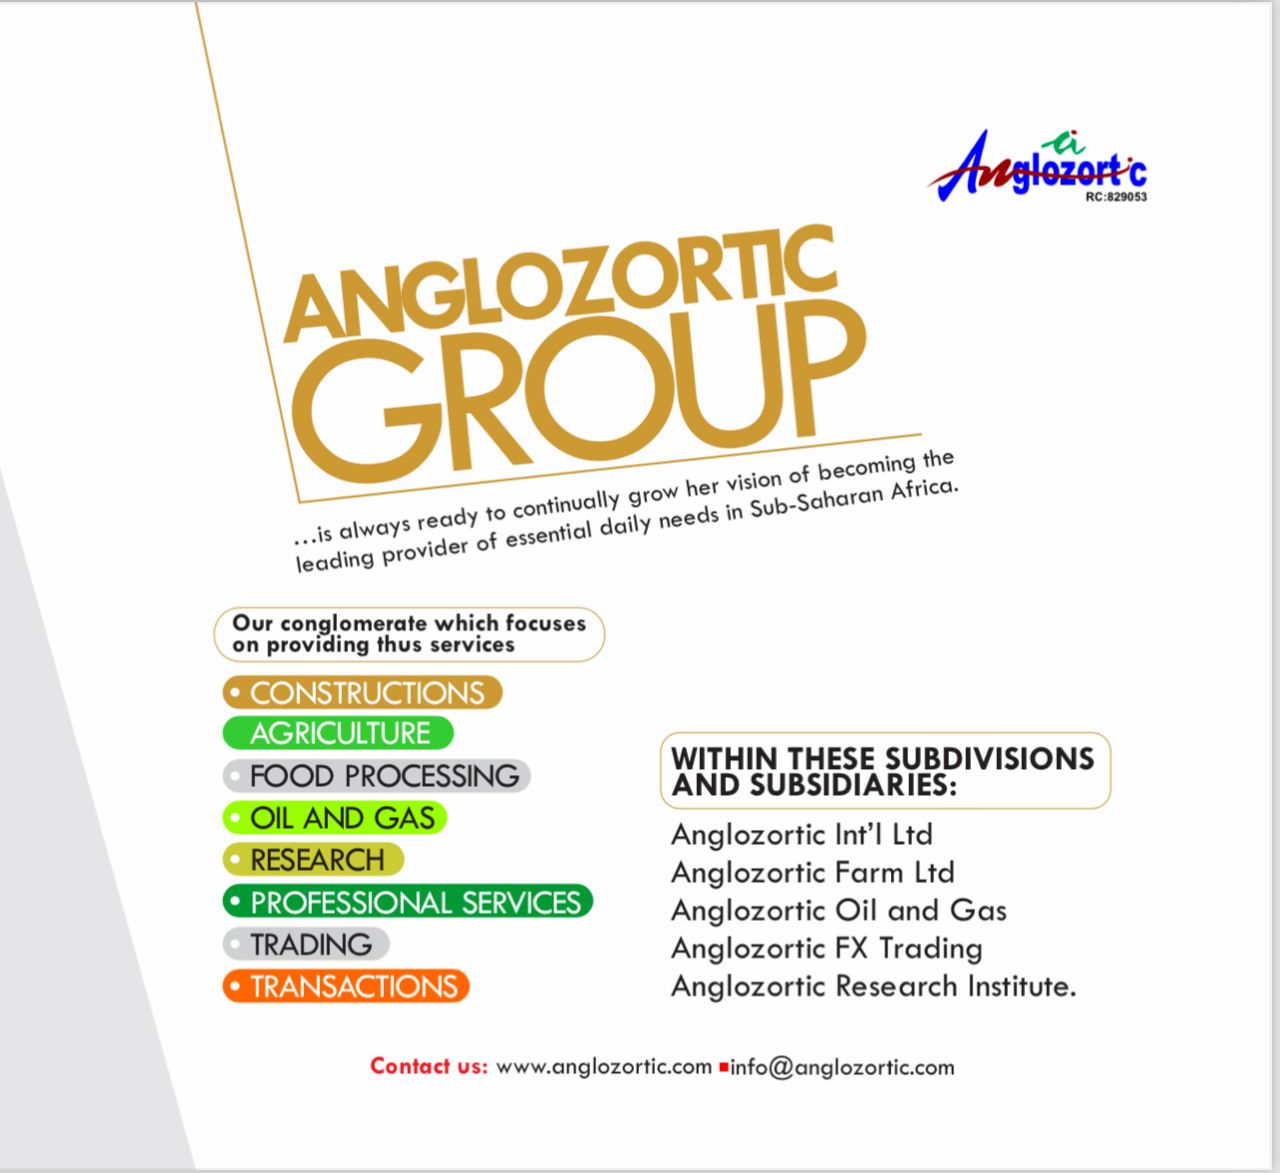 Anglozortic
RC:829053
ANGLOZORTIC
GROUP
...is always ready to continually grow her vision of becoming the
leading provider of essential daily needs in Sub-Saharan Africa.
Our conglomerate which focuses
on providing thus services
• CONSTRUCTIONS
AGRICULTURE
• FOOD PROCESSING
• OIL AND GAS
• RESEARCH
• PROFESSIONAL SERVICES
• TRADING
• TRANSACTIONS
WITHIN THESE SUBDIVISIONS
AND SUBSIDIARIES:
Anglozortic Int'l Ltd
Anglozortic Farm Ltd
Anglozortic Oil and Gas
Anglozortic FX Trading
Anglozortic Research Institute.
Contact us: www.anglozortic.com ▪info@anglozortic.com